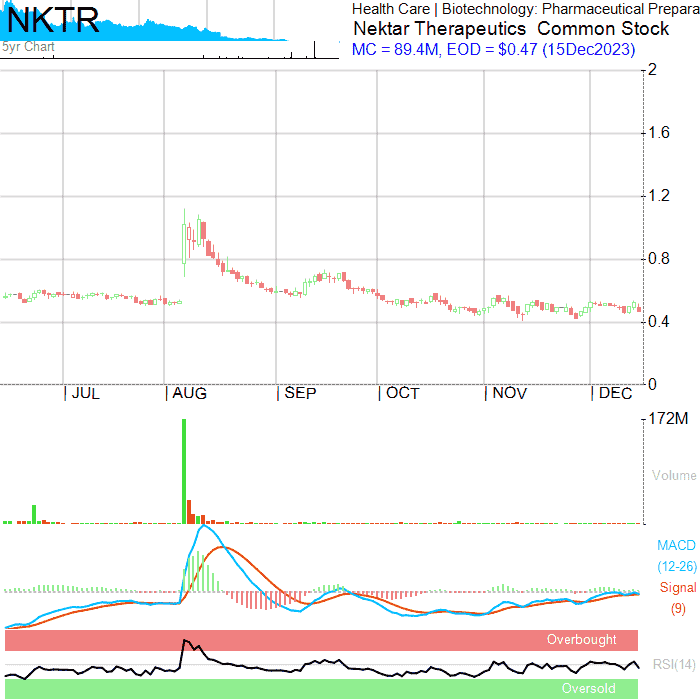 NKTR
5yr Chart
Health Care | Biotechnology: Pharmaceutical Prepara
Nektar Therapeutics Common Stock
MC = 89.4M, EOD = $0.47 (15Dec2023)
2
1.6
1.2
0.8
0.4
0
JUL
AUG
SEP
OCT
NOV
DEC
172M
Volume
MACD
(12-26)
Signal
(9)
Overbought
RSI(14)
Oversold